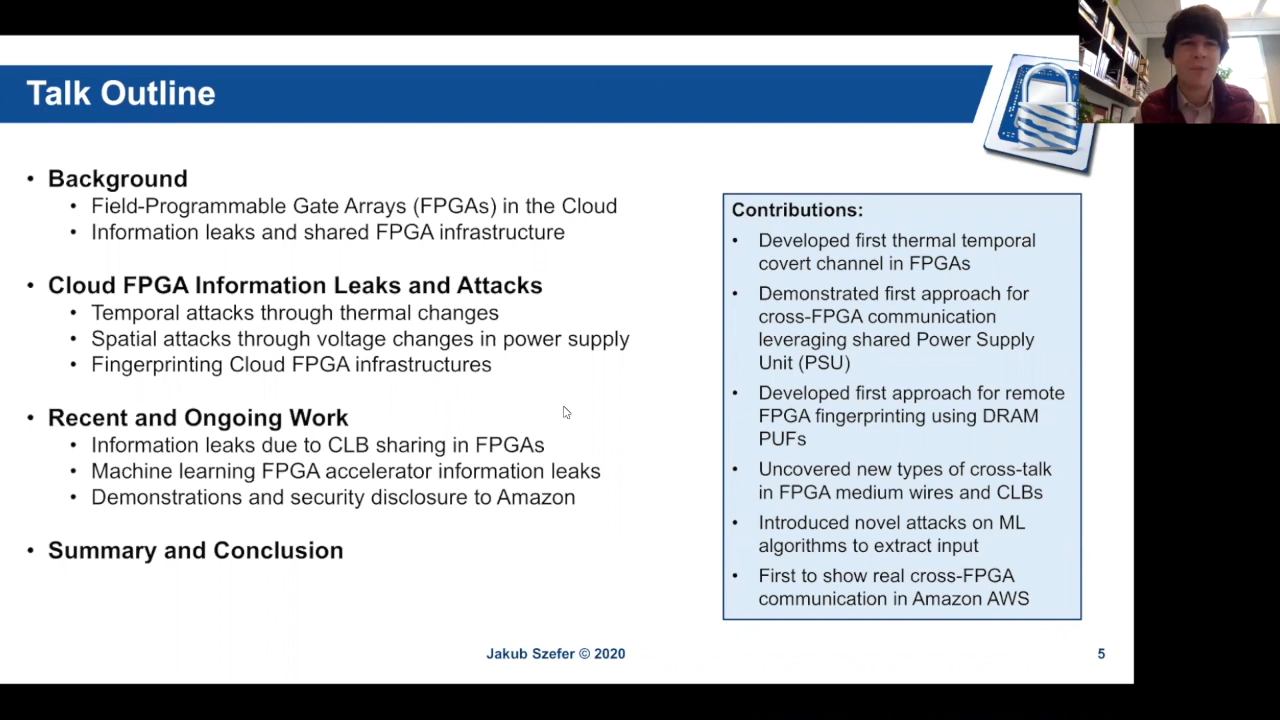 Talk Outline
• Background
• Field-Programmable Gate Arrays (FPGAs) in the Cloud
• Information leaks and shared FPGA infrastructure
• Cloud FPGA Information Leaks and Attacks
• Temporal attacks through thermal changes
• Spatial attacks through voltage changes in power supply
• Fingerprinting Cloud FPGA infrastructures
• Recent and Ongoing Work
• Information leaks due to CLB sharing in FPGAs
• Machine learning FPGA accelerator information leaks
• Demonstrations and security disclosure to Amazon
• Summary and Conclusion
Contributions:
• Developed first thermal temporal
covert channel in FPGAs
• Demonstrated first approach for
cross-FPGA communication
leveraging shared Power Supply
Unit (PSU)
• Developed first approach for remote
FPGA fingerprinting using DRAM
PUFs
• Uncovered new types of cross-talk
in FPGA medium wires and CLBs
• Introduced novel attacks on ML
algorithms to extract input
• First to show real cross-FPGA
communication in Amazon AWS
Jakub Szefer © 2020
5